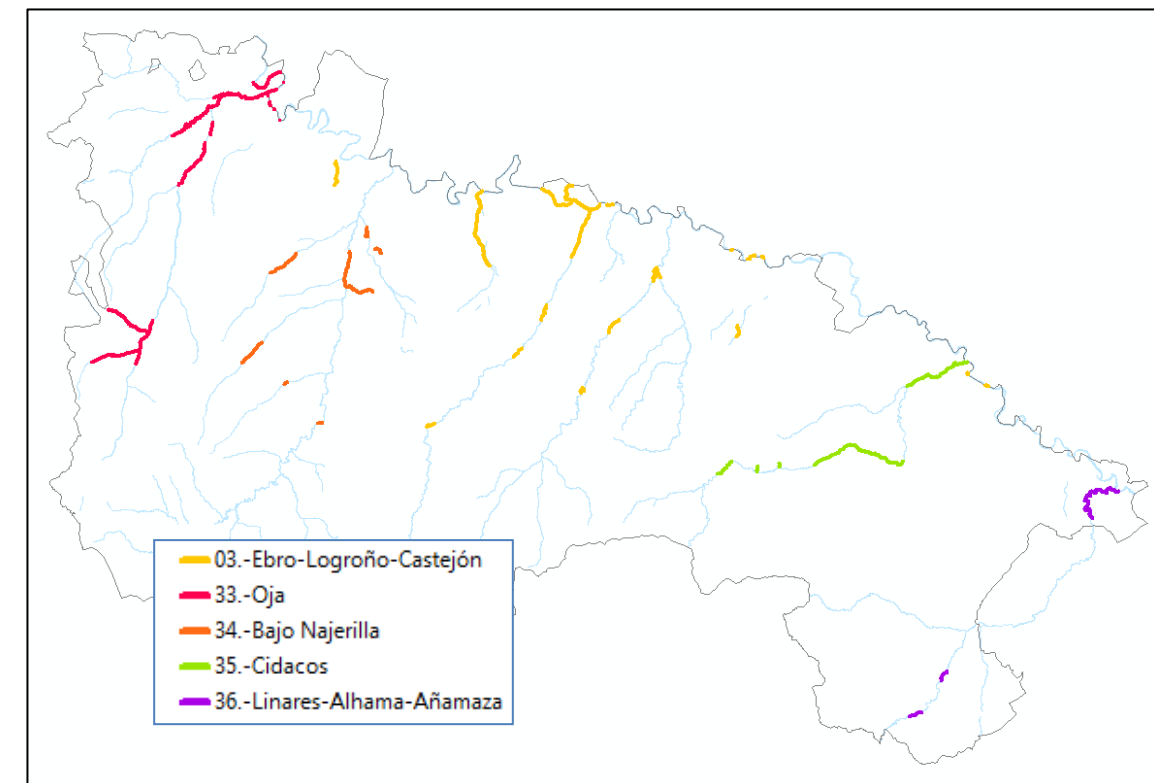 03.-Ebro-Logroño-Castejón
33.-Oja
34.-Bajo Najerilla
35.-Cidacos
36.-Linares-Alhama-Añamaza